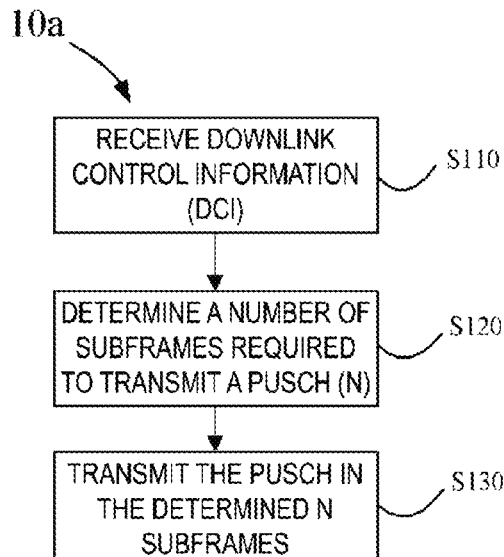 10a
RECEIVE DOWNLINK
CONTROL INFORMATION
(DCI)
S110
DETERMINE A NUMBER OF
SUBFRAMES REQUIRED
TO TRANSMIT A PUSCH (N)
S120
TRANSMIT THE PUSCH IN
THE DETERMINED N
SUBFRAMES
S130